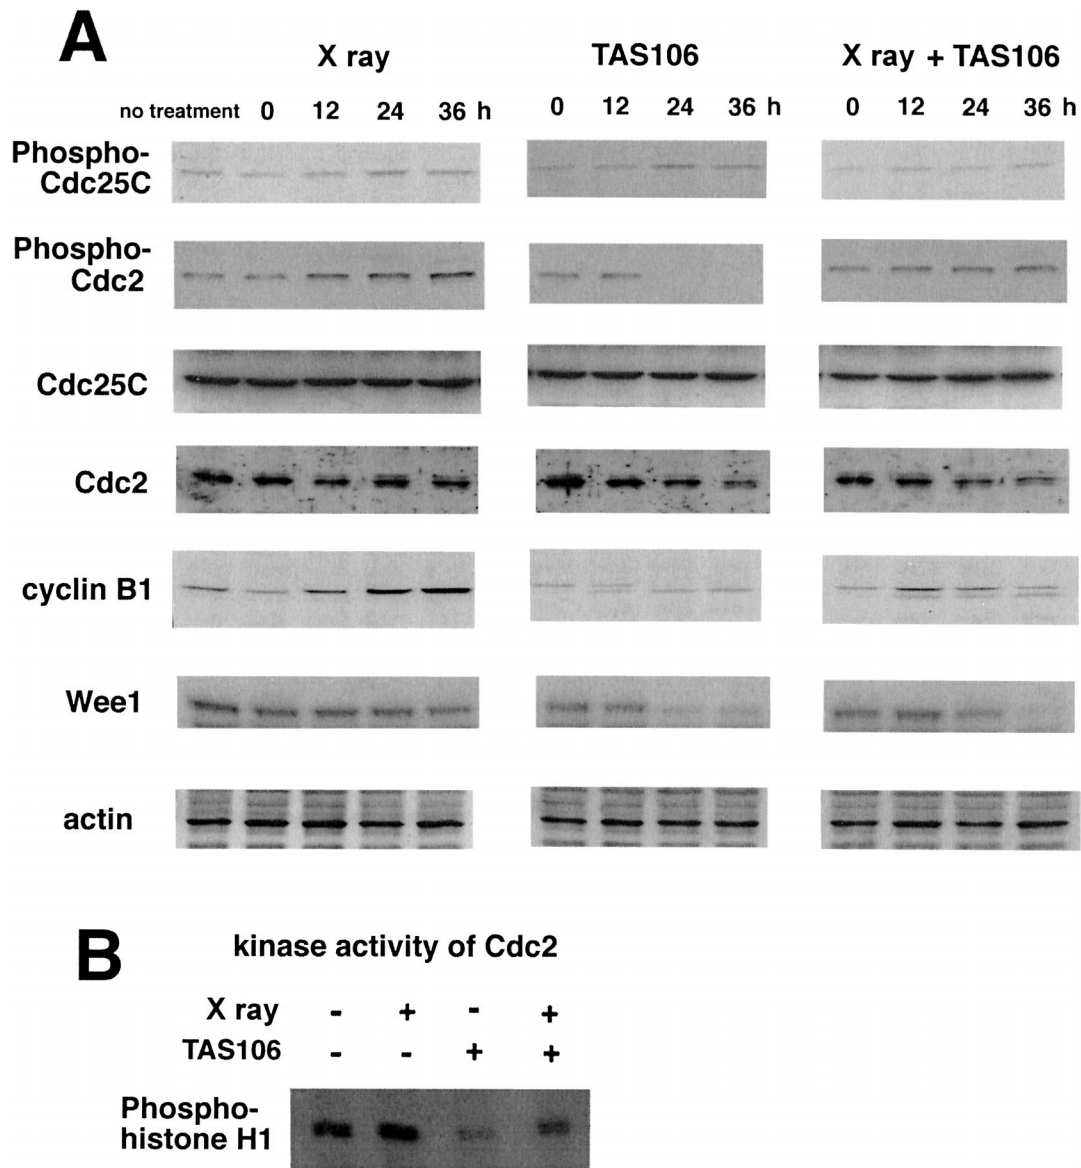 A
X ray TAS106 X ray + TAS106
no treatment 0 12 24 36 h 0 12 24 36 h 0 12 24 36 h
Phospho-
Cdc25C
Phospho-
Cdc2
Cdc25C
Cdc2
cyclin B1
Wee1
actin
B
kinase activity of Cdc2
X ray - + - +
TAS106 - - + +
Phospho-
histone H1